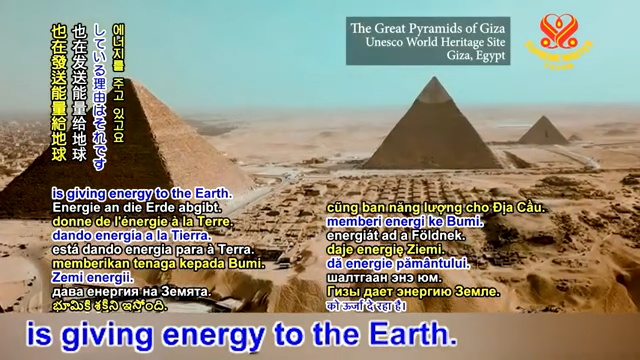 The Great Pyramids of Giza
Unesco World Heritage Site
Giza, Egypt
SUPREME MASTER
에너지를 주고 있고요
している理由はそれです
也在发送能量给地球
也在發送能量給地球
is giving energy to the Earth.
Energie an die Erde abgibt.
donne de l'énergie à la Terre.
dando energía a la Tierra.
está dando energia para a Terra.
memberikan tenaga kepada Bumi.
Zemi energii.
дава енергия на Земята.
భూమికి శక్తిని ఇస్తోంది.
cũng ban năng lượng cho Địa Cầu.
memberi energi ke Bumi.
energiát ad a Földnek.
daje energię Ziemi.
dă energie pământului.
шалтгаан энэ юм.
Гизы дает энергию Земле.
को ऊर्जा दे रहा है।
is giving energy to the Earth.